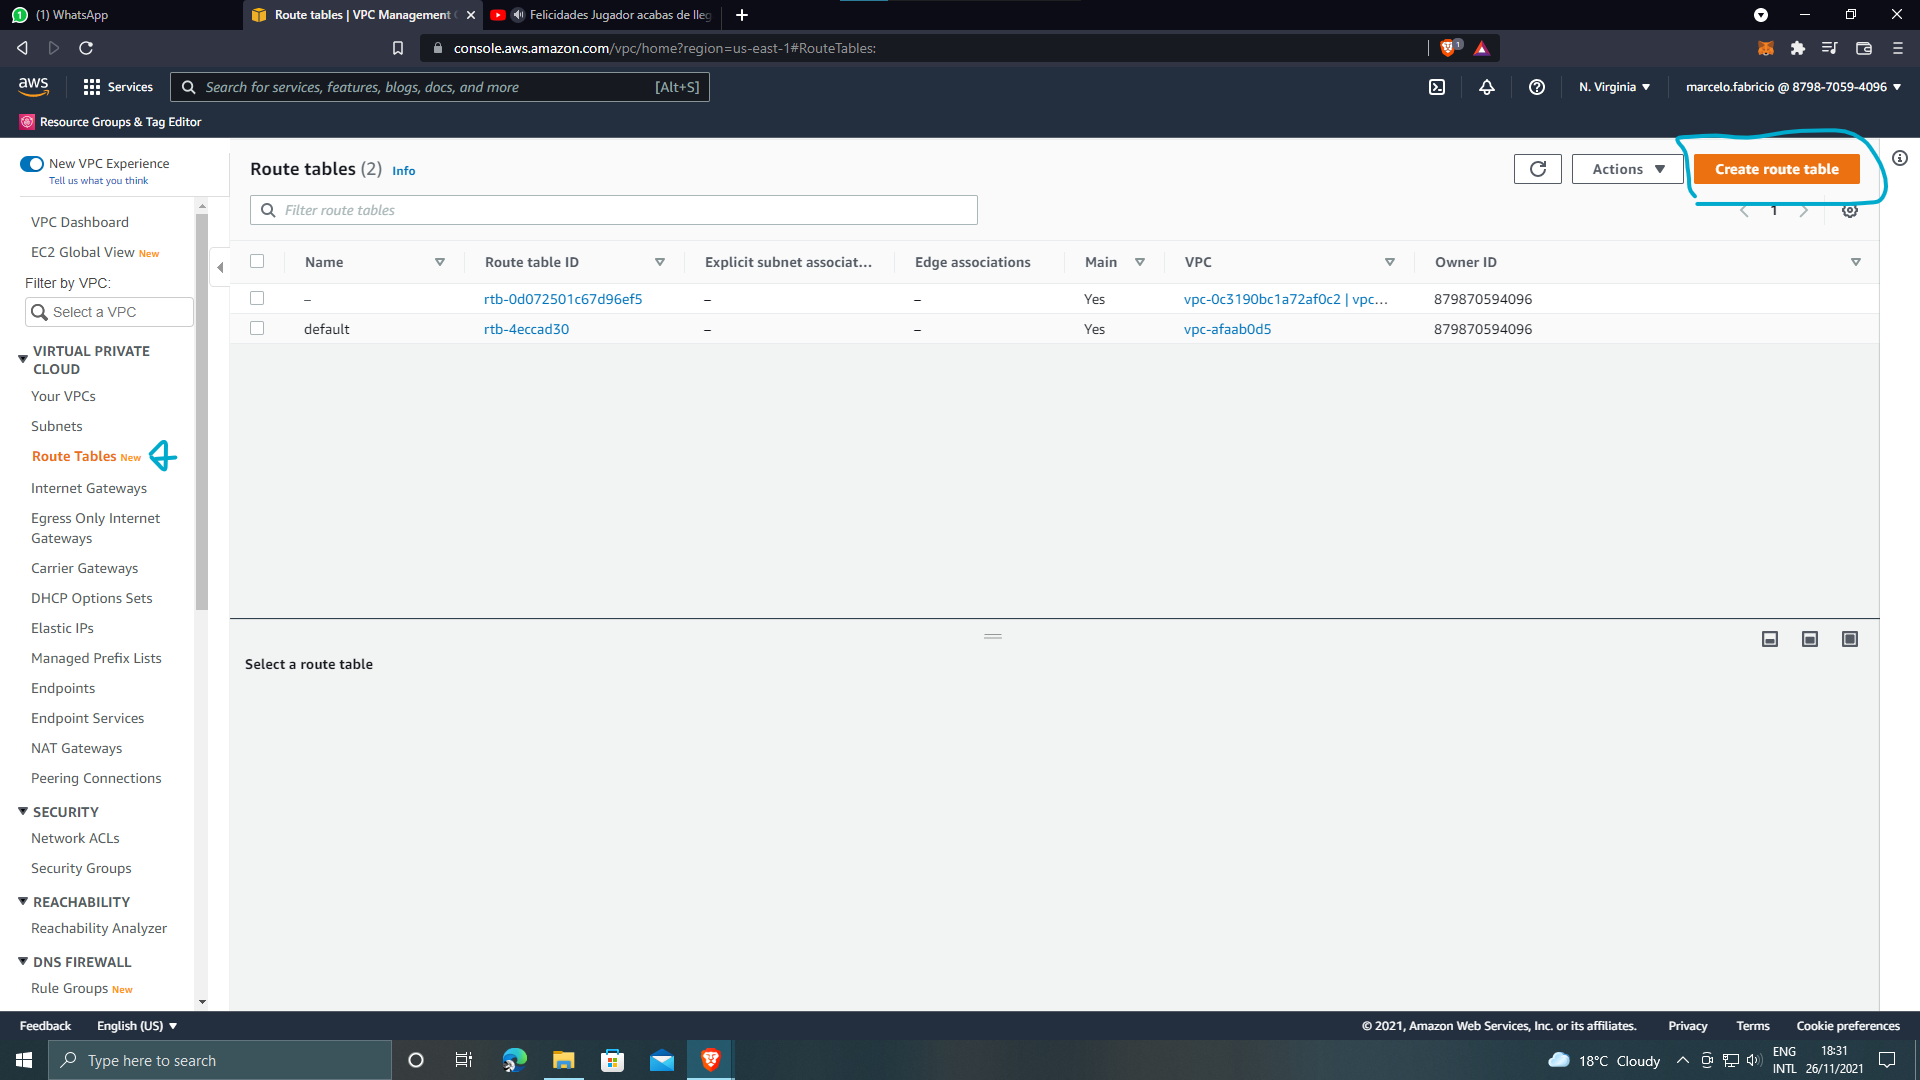 (1) WhatsApp
Route tables | VPC Management
Felicidades Jugador acabas de lleg
console.aws.amazon.com/vpc/home?region=us-east-1#RouteTables:
1
aws
Services
Search for services, features, blogs, docs, and more
[Alt+S]
N. Virginia
marcelo.fabricio @ 8798-7059-4096
Resource Groups & Tag Editor
New VPC Experience
Tell us what you think
VPC Dashboard
EC2 Global View New
Filter by VPC:
Select a VPC
VIRTUAL PRIVATE
CLOUD
Your VPCs
Subnets
Route Tables New
Internet Gateways
Egress Only Internet
Gateways
Carrier Gateways
DHCP Options Sets
Elastic IPs
Managed Prefix Lists
Endpoints
Endpoint Services
NAT Gateways
Peering Connections
SECURITY
Network ACLs
Security Groups
REACHABILITY
Reachability Analyzer
DNS FIREWALL
Rule Groups New
Route tables (2) Info
Actions
Create route table
Filter route tables
1
Name Route table ID Explicit subnet associat... Edge associations Main VPC Owner ID
– rtb-0d072501c67d96ef5 – – Yes vpc-0c3190bc1a72af0c2 | vpc... 879870594096
default rtb-4eccad30 – – Yes vpc-afaab0d5 879870594096
Select a route table
Feedback
English (US)
© 2021, Amazon Web Services, Inc. or its affiliates.
Privacy
Terms
Cookie preferences
Type here to search
18°C Cloudy
ENG
INTL
18:31
26/11/2021